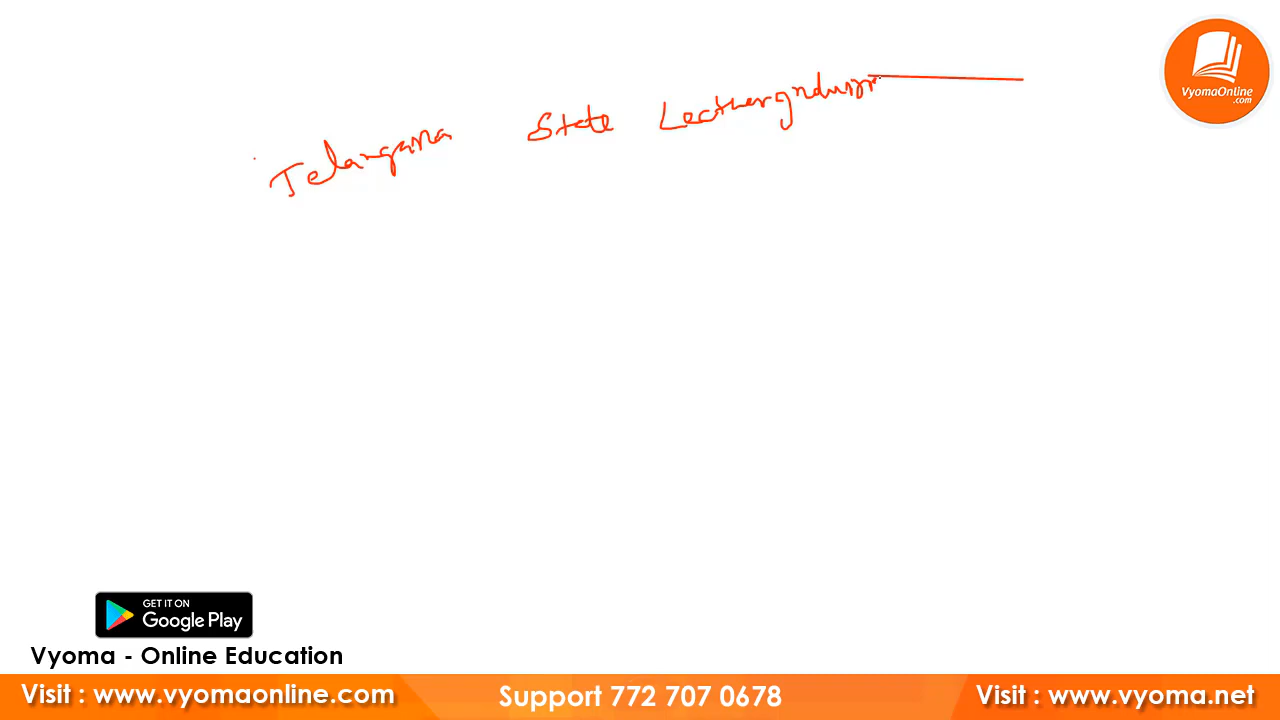 VyomaOnline
.com
Telangana State Leather
GET IT ON
Google Play
Vyoma - Online Education
Visit : www.vyomaonline.com Support 772 707 0678 Visit : www.vyoma.net